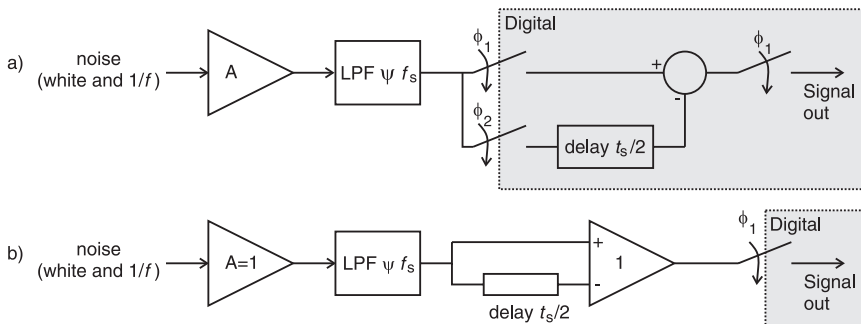 a)
noise
(white and 1/f)
A
LPF ψ fs
ϕ1
ϕ2
Digital
delay ts/2
+
-
ϕ1
Signal
out
b)
noise
(white and 1/f)
A=1
LPF ψ fs
delay ts/2
+
-
1
ϕ1
Digital
Signal
out